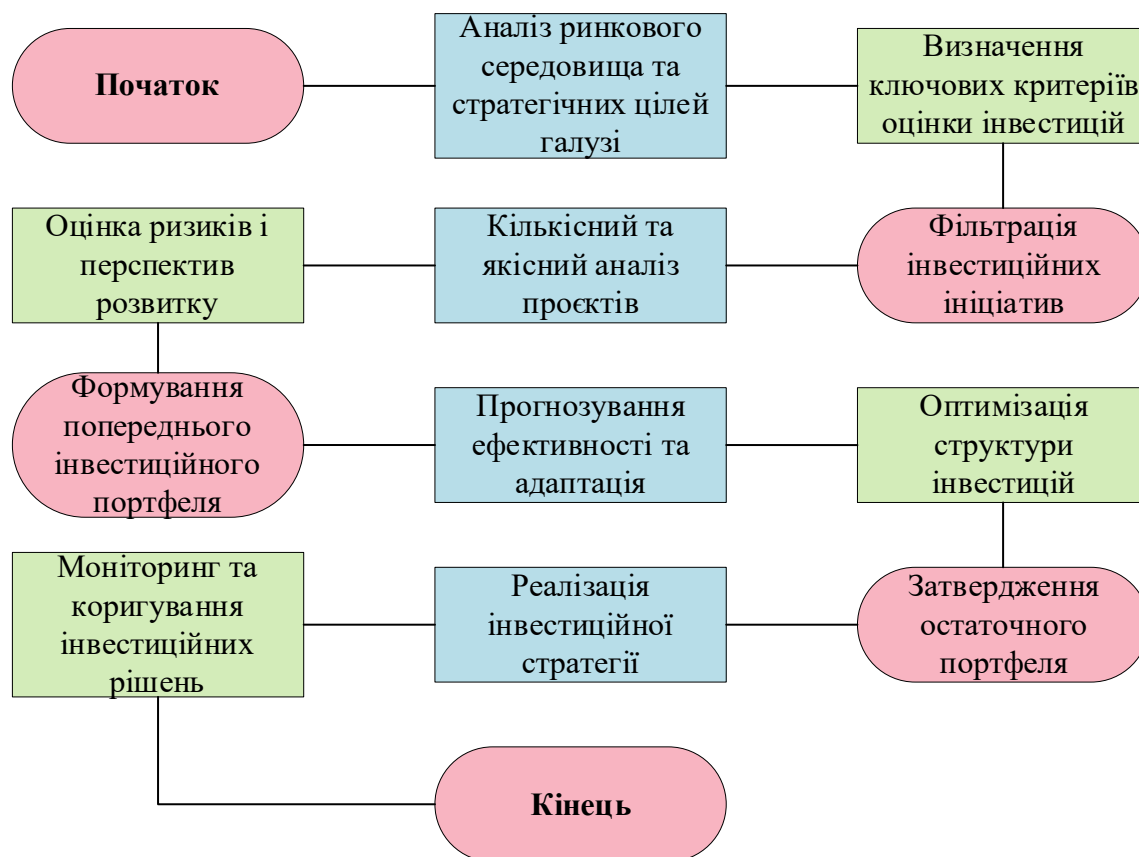 Початок
Аналіз ринкового
середовища та
стратегічних цілей
галузі
Визначення
ключових критеріїв
оцінки інвестицій
Фільтрація
інвестиційних
ініціатив
Кількісний та
якісний аналіз
проєктів
Оцінка ризиків і
перспектив
розвитку
Формування
попереднього
інвестиційного
портфеля
Прогнозування
ефективності та
адаптація
Оптимізація
структури
інвестицій
Затвердження
остаточного
портфеля
Реалізація
інвестиційної
стратегії
Моніторинг та
коригування
інвестиційних
рішень
Кінець